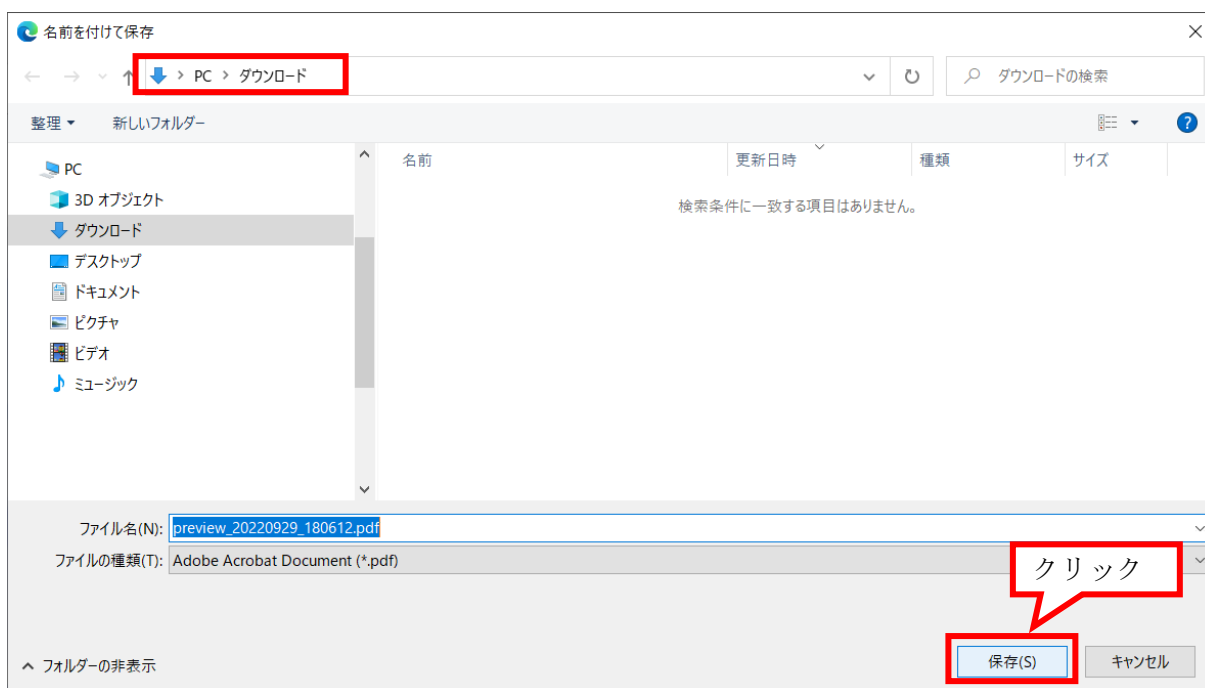 名前を付けて保存
PC > ダウンロード
ダウンロードの検索
整理 新しいフォルダー
?
名前 更新日時 種類 サイズ
検索条件に一致する項目はありません。
PC
3D オブジェクト
ダウンロード
デスクトップ
ドキュメント
ピクチャ
ビデオ
ミュージック
ファイル名(N): preview_20220929_180612.pdf
ファイルの種類(T): Adobe Acrobat Document (*.pdf)
クリック
フォルダーの非表示
保存(S) キャンセル